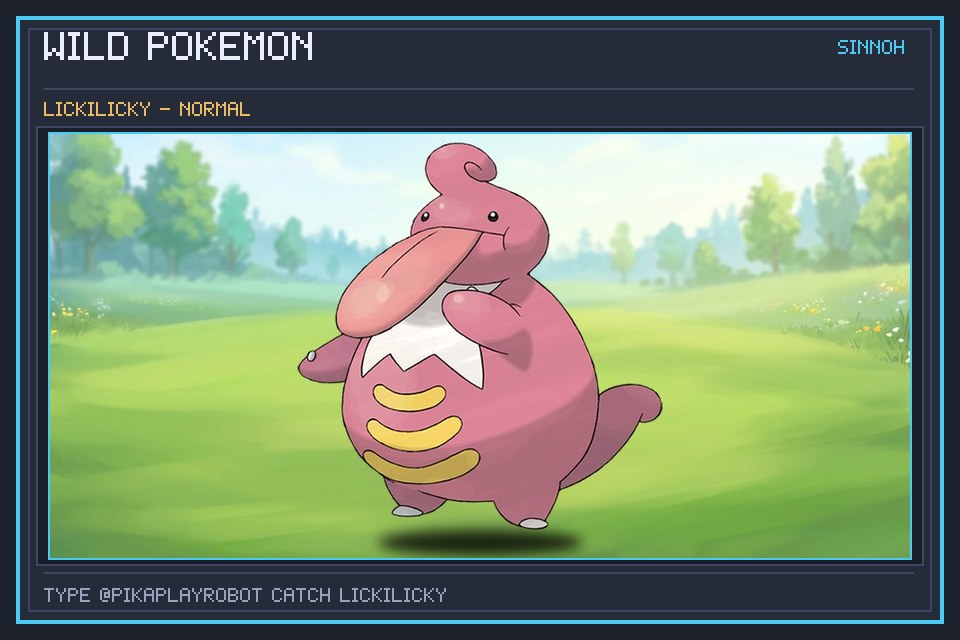 WILD POKEMON
SINNOH
LICKILICKY - NORMAL
TYPE @PIKAPLAYROBOT CATCH LICKILICKY